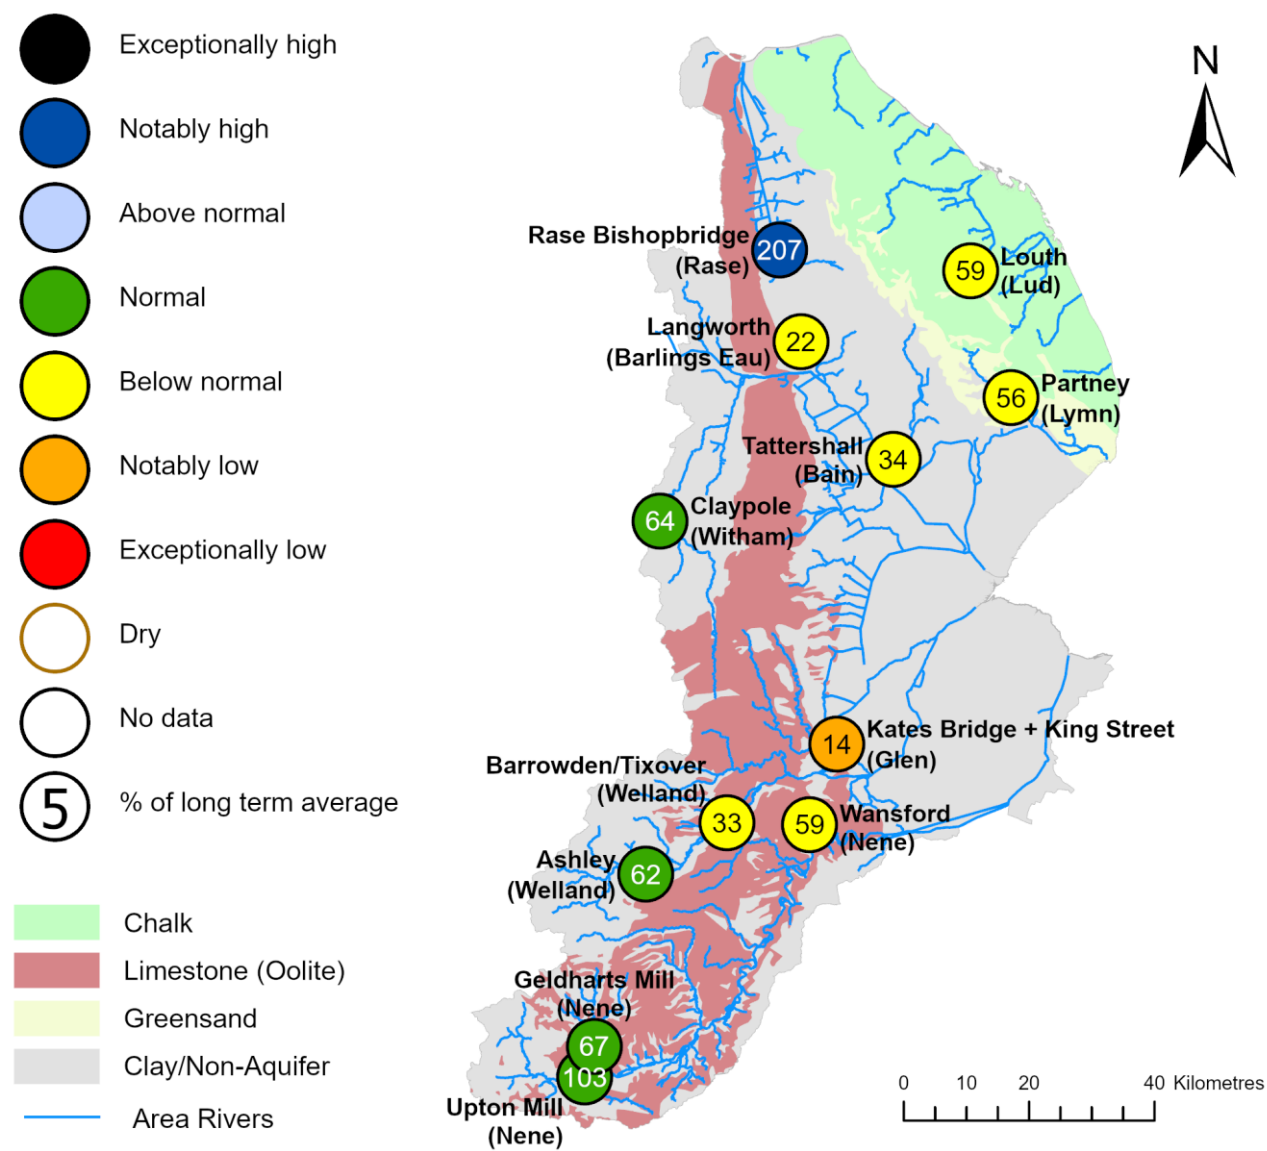 Exceptionally high
Notably high
Above normal
Normal
Below normal
Notably low
Exceptionally low
Dry
No data
5
% of long term average
Chalk
Limestone (Oolite)
Greensand
Clay/Non-Aquifer
Area Rivers
N
Rase Bishopbridge
(Rase)
207
59
Louth
(Lud)
Langworth
(Barlings Eau)
22
56
Partney
(Lymn)
Tattershall
(Bain)
34
64
Claypole
(Witham)
14
Kates Bridge + King Street
(Glen)
Barrowden/Tixover
(Welland)
33
59
Wansford
(Nene)
Ashley
(Welland)
62
Geldharts Mill
(Nene)
67
103
Upton Mill
(Nene)
0 10 20 40 Kilometres